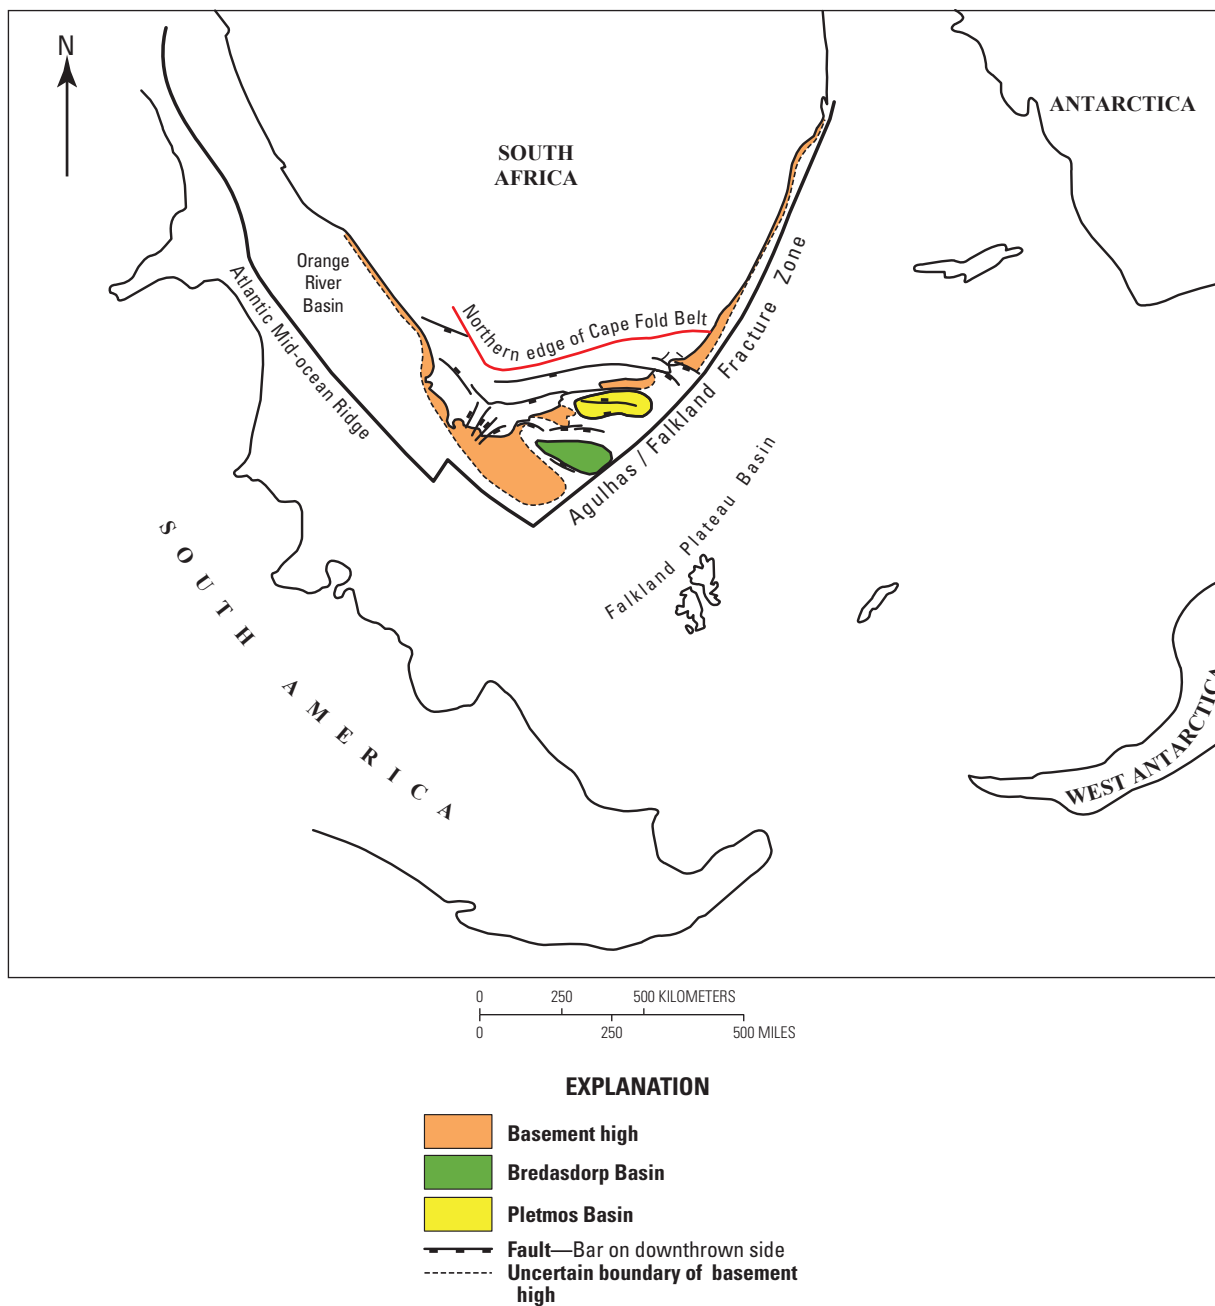 N
ANTARCTICA
SOUTH
AFRICA
Orange
River
Basin
Atlantic Mid-ocean Ridge
Northern edge of Cape Fold Belt
Agulhas / Falkland Fracture Zone
Falkland Plateau Basin
SOUTH AMERICA
WEST ANTARCTICA
0 250 500 KILOMETERS
0 250 500 MILES
EXPLANATION
Basement high
Bredasdorp Basin
Pletmos Basin
Fault—Bar on downthrown side
Uncertain boundary of basement
high